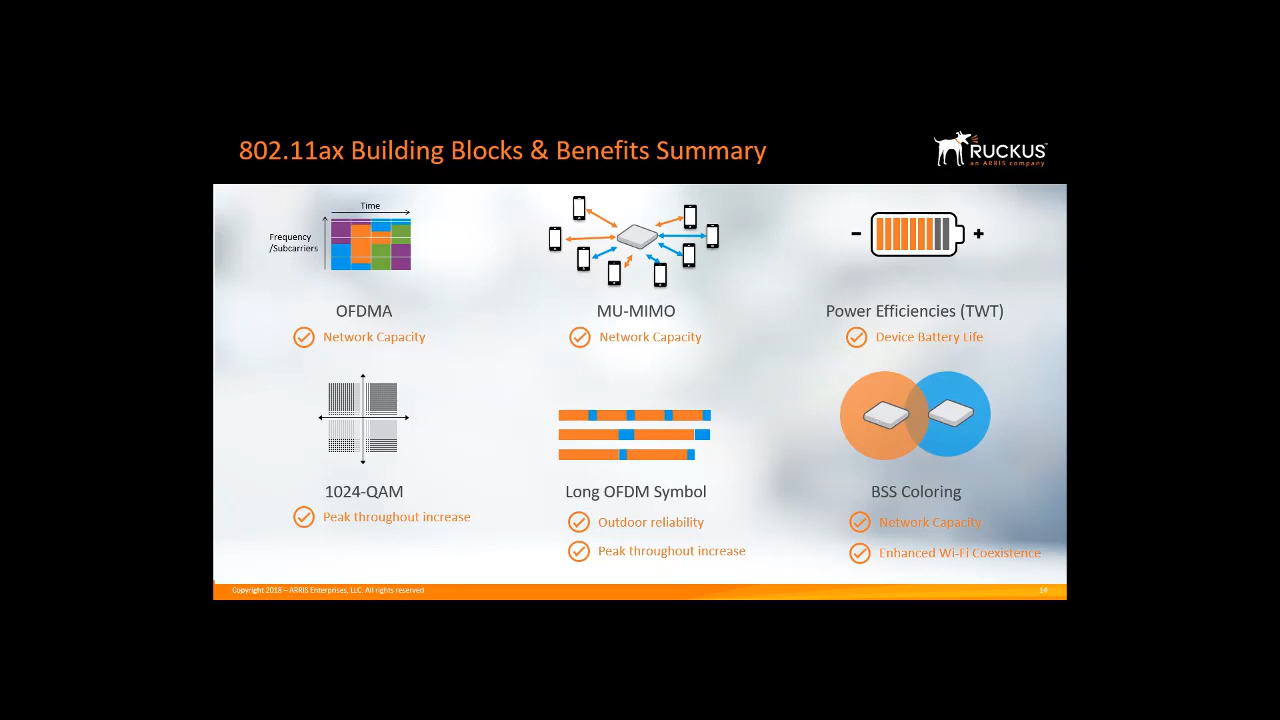 802.11ax Building Blocks & Benefits Summary
RUCKUS™
an ARRIS company
Time
Frequency
/Subcarriers
OFDMA
Network Capacity
MU-MIMO
Network Capacity
Power Efficiencies (TWT)
Device Battery Life
1024-QAM
Peak throughout increase
Long OFDM Symbol
Outdoor reliability
Peak throughout increase
BSS Coloring
Network Capacity
Enhanced Wi-Fi Coexistence
Copyright 2018 – ARRIS Enterprises, LLC. All rights reserved
14